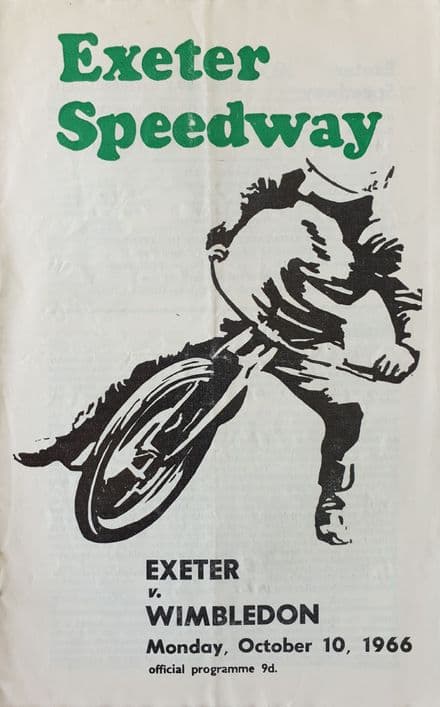 Exeter
Speedway
EXETER
v.
WIMBLEDON
Monday, October 10, 1966
official programme 9d.